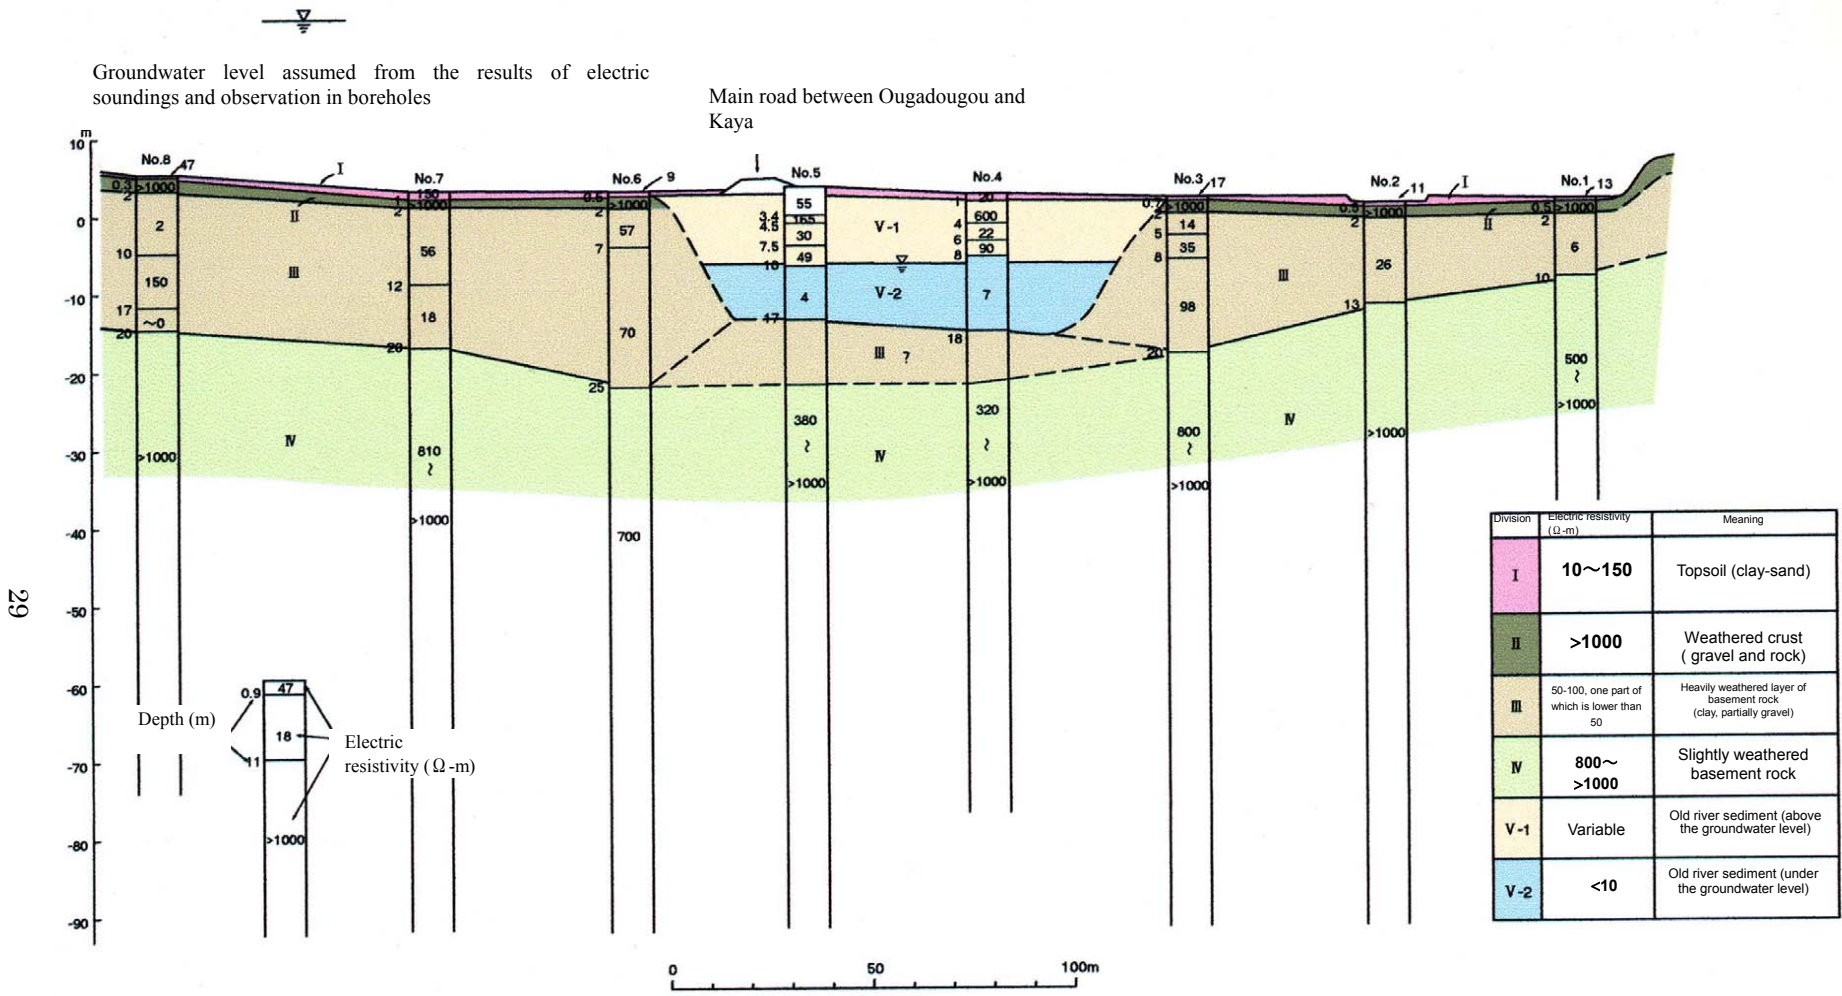 Groundwater level assumed from the results of electric
soundings and observation in boreholes
Main road between Ougadougou and
Kaya
m
10
0
-10
-20
-30
-40
-50
-60
-70
-80
-90
No.8
47
0.3
>1000
2
2
10
150
17
~0
20
>1000
I
II
III
IV
No.7
150
1
>1000
2
56
12
18
20
810
~
>1000
No.6
9
0.5
>1000
2
57
7
70
25
700
No.5
55
3.4
165
4.5
30
7.5
49
10
4
17
380
~
>1000
V-1
V-2
III ?
IV
No.4
20
1
600
4
22
6
90
8
7
18
320
~
>1000
No.3
17
0.7
>1000
2
14
5
35
8
98
20
800
~
>1000
III
IV
No.2
11
0.5
>1000
2
26
13
>1000
I
II
No.1
13
0.5
>1000
2
6
10
500
~
>1000
29
Depth (m)
0.9
47
18
11
>1000
Electric
resistivity (Ω-m)
0 50 100m
Division
Electric resistivity
(Ω-m)
Meaning
I
10～150
Topsoil (clay-sand)
II
>1000
Weathered crust
( gravel and rock)
III
50-100, one part of
which is lower than
50
Heavily weathered layer of
basement rock
(clay, partially gravel)
IV
800～
>1000
Slightly weathered
basement rock
V-1
Variable
Old river sediment (above
the groundwater level)
V-2
<10
Old river sediment (under
the groundwater level)